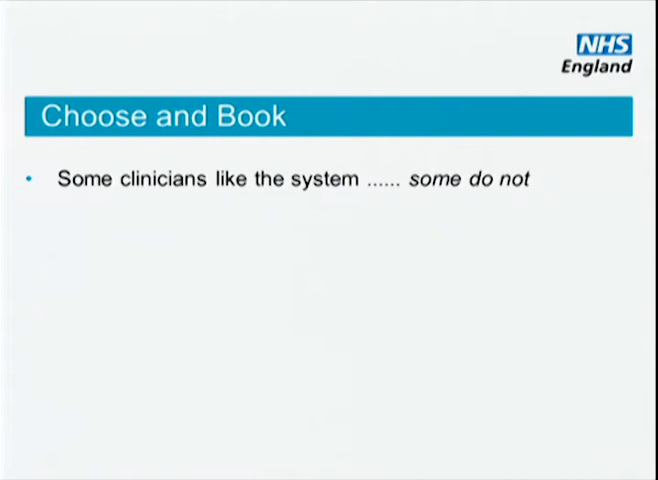 NHS
England
Choose and Book
• Some clinicians like the system ...... some do not